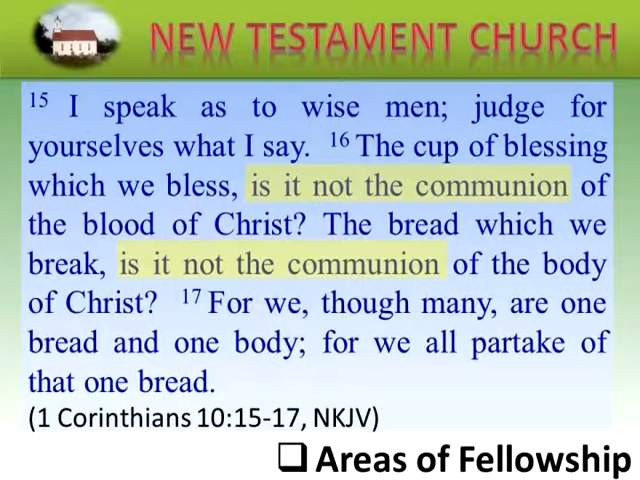 NEW TESTAMENT CHURCH
15 I speak as to wise men; judge for
yourselves what I say. 16 The cup of blessing
which we bless, is it not the communion of
the blood of Christ? The bread which we
break, is it not the communion of the body
of Christ? 17 For we, though many, are one
bread and one body; for we all partake of
that one bread.
(1 Corinthians 10:15-17, NKJV)
❑ Areas of Fellowship